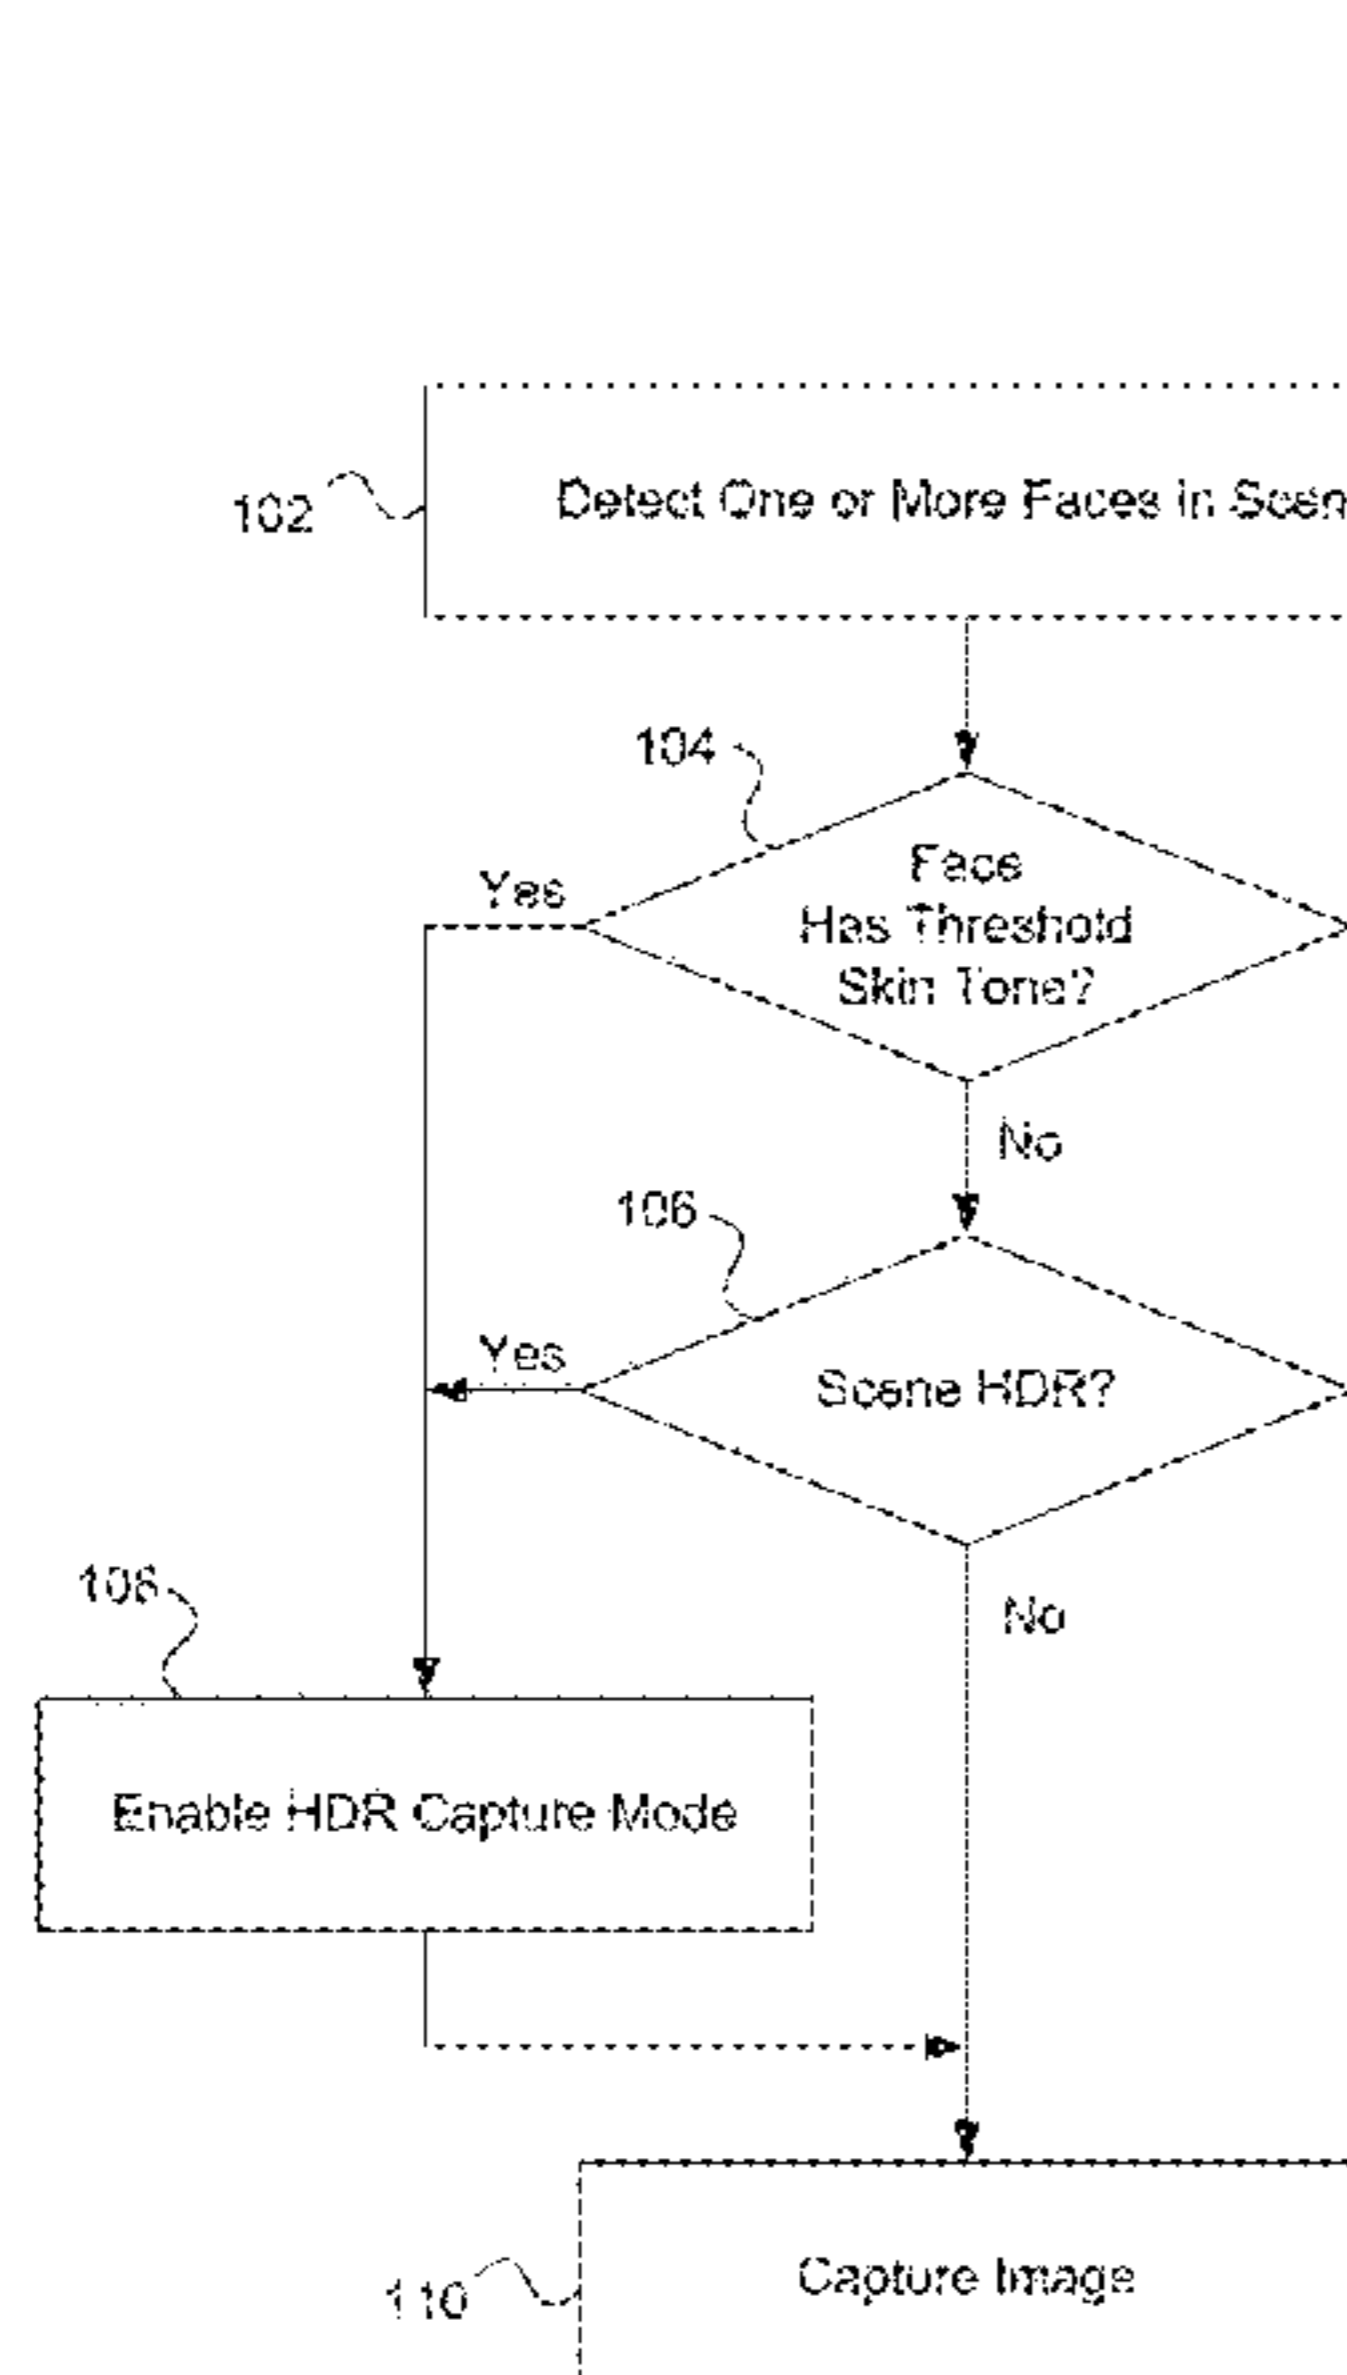 102
Detect One or More Faces in Scen
104
Face
Has Threshold
Skin Tone?
Yes
No
106
Scene HDR?
Yes
No
108
Enable HDR Capture Mode
110
Capture Image